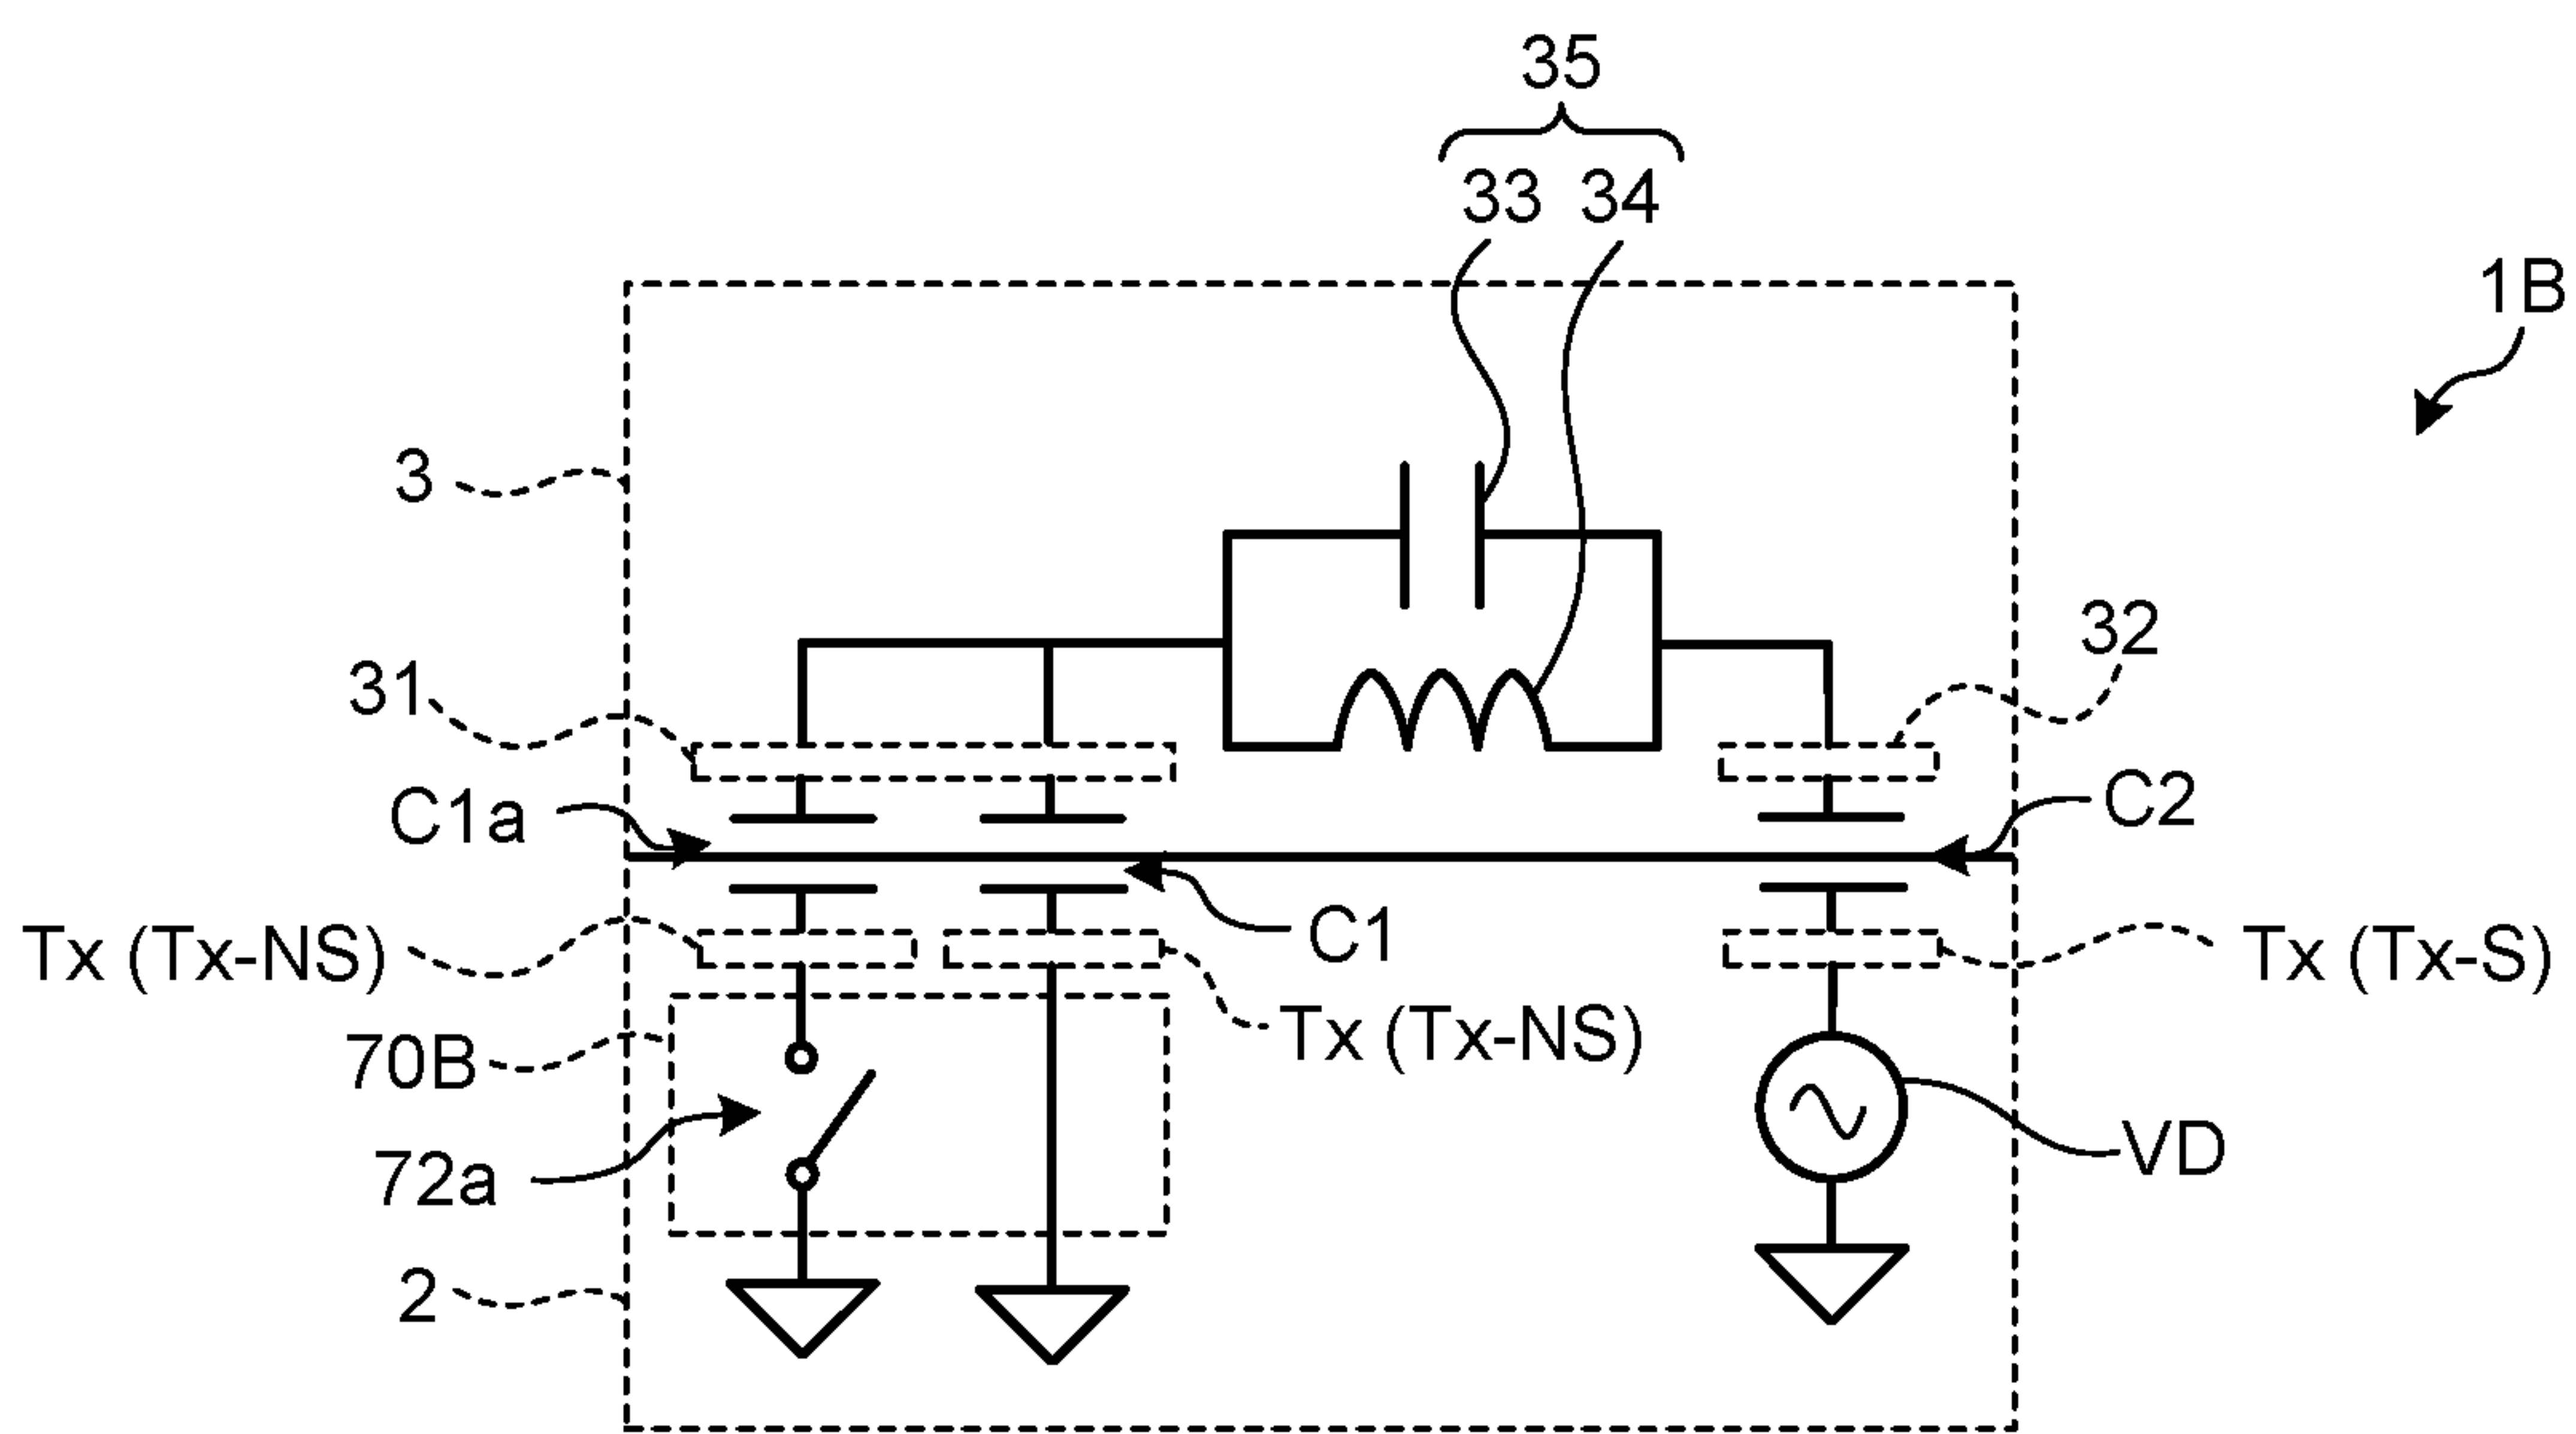 35
33 34
1B
3
32
31
C1a
C2
C1
Tx (Tx-NS)
Tx (Tx-S)
Tx (Tx-NS)
70B
72a
VD
2